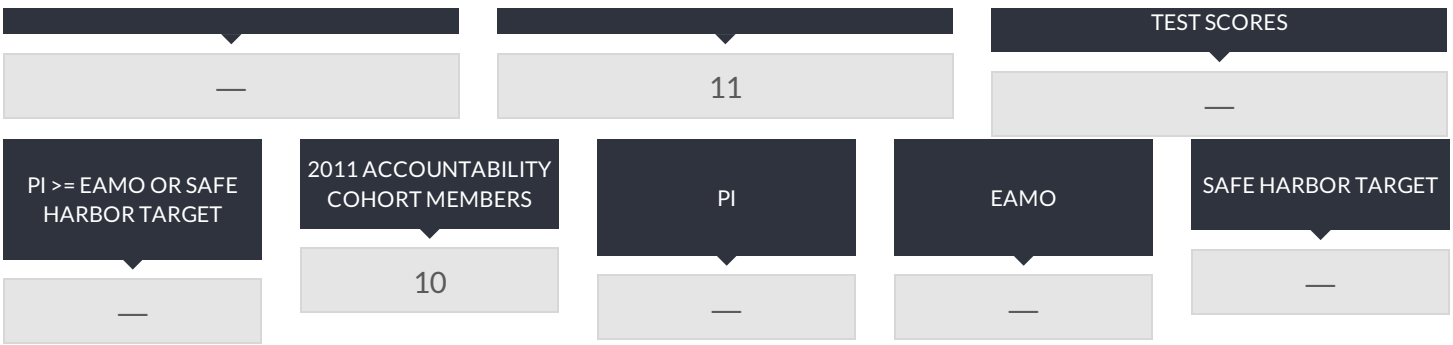 TEST SCORES
—
11
—
PI >= EAMO OR SAFE
HARBOR TARGET
2011 ACCOUNTABILITY
COHORT MEMBERS
PI
EAMO
SAFE HARBOR TARGET
—
10
—
—
—